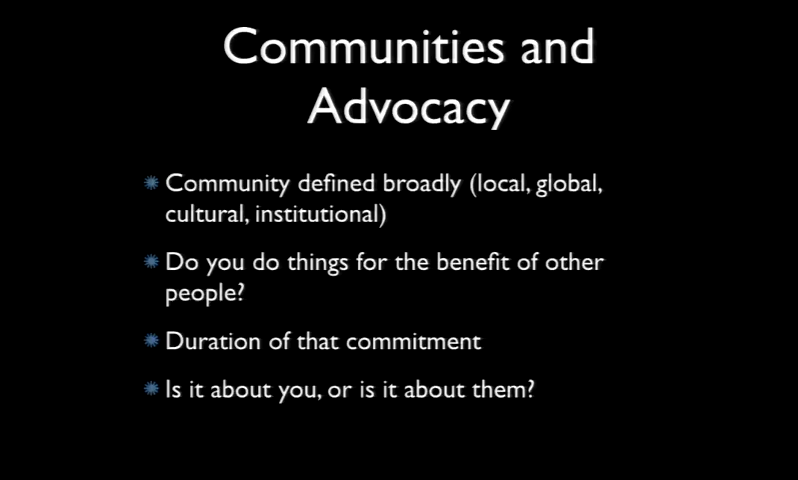 Communities and
Advocacy
Community defined broadly (local, global,
cultural, institutional)
Do you do things for the benefit of other
people?
Duration of that commitment
Is it about you, or is it about them?